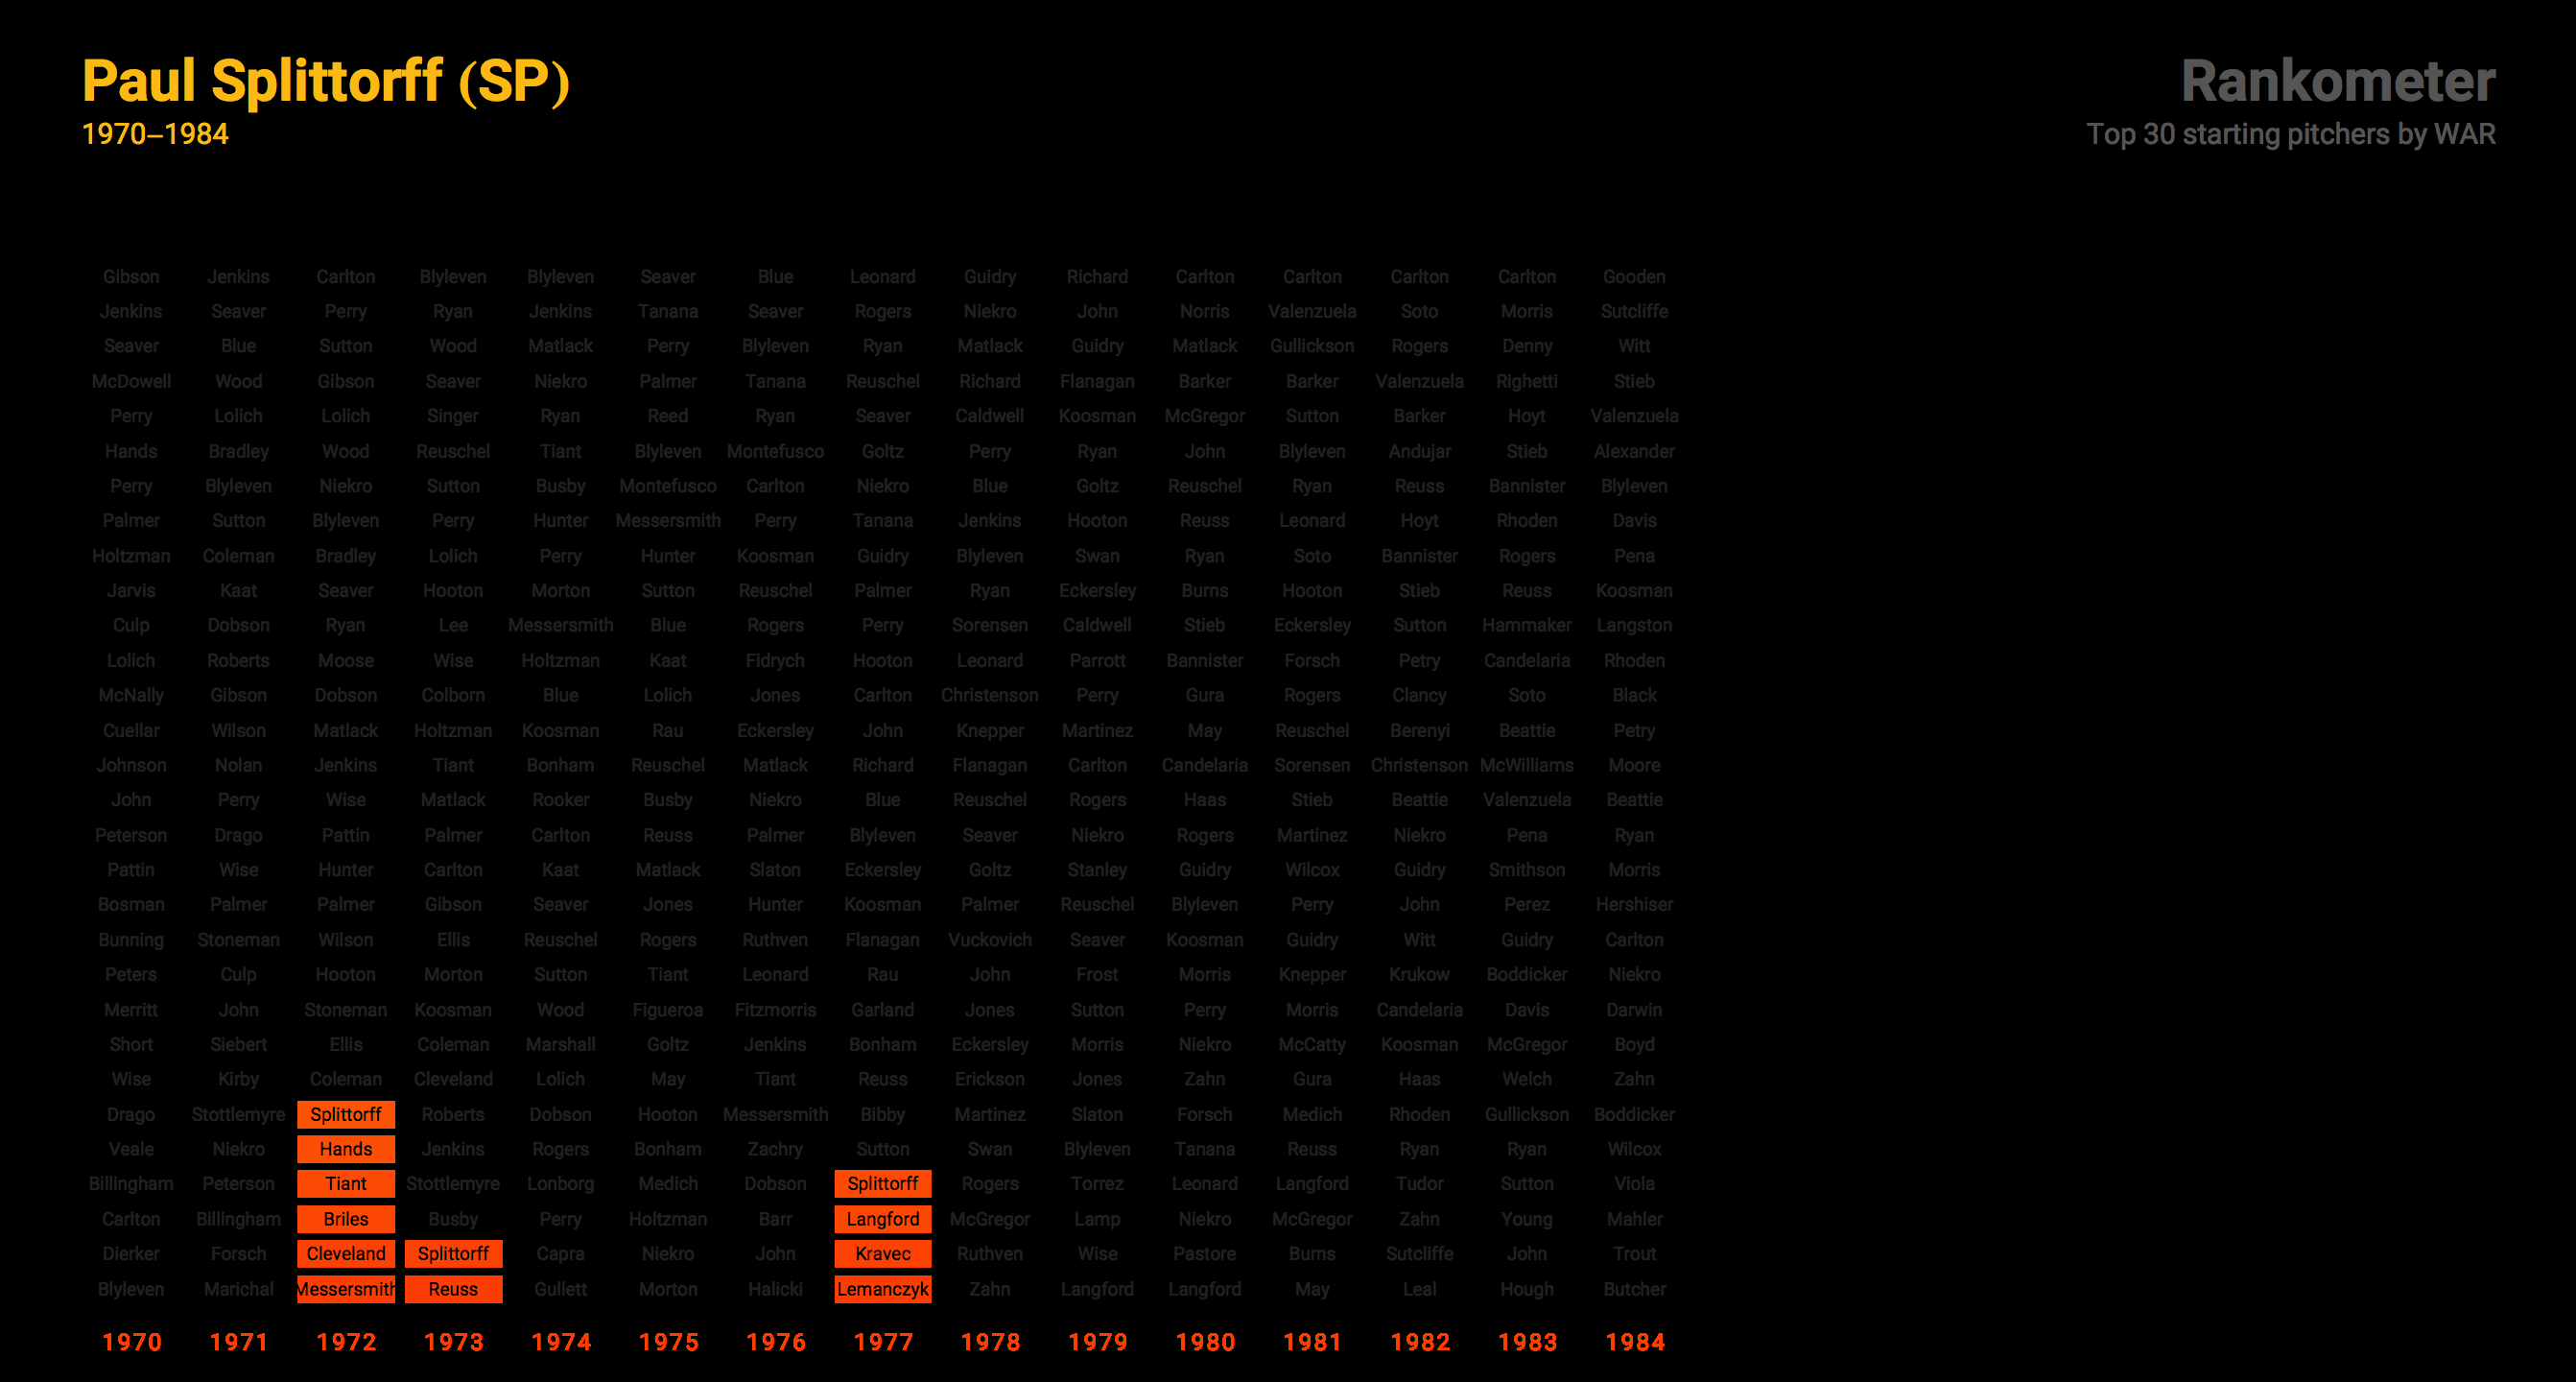 Paul Splittorff (SP)
1970–1984
Rankometer
Top 30 starting pitchers by WAR
Gibson Jenkins Carlton Blyleven Blyleven Seaver Blue Leonard Guidry Richard Carlton Carlton Carlton Carlton Gooden
Jenkins Seaver Perry Ryan Jenkins Tanana Seaver Rogers Niekro John Norris Valenzuela Soto Morris Sutcliffe
Seaver Blue Sutton Wood Matlack Perry Blyleven Ryan Matlack Guidry Matlack Gullickson Rogers Denny Witt
McDowell Wood Gibson Seaver Niekro Palmer Tanana Reuschel Richard Flanagan Barker Barker Valenzuela Righetti Stieb
Perry Lolich Lolich Singer Ryan Reed Ryan Seaver Caldwell Koosman McGregor Sutton Barker Hoyt Valenzuela
Hands Bradley Wood Reuschel Tiant Blyleven Montefusco Goltz Perry Ryan John Blyleven Andujar Stieb Alexander
Perry Blyleven Niekro Sutton Busby Montefusco Carlton Niekro Blue Goltz Reuschel Ryan Reuss Bannister Blyleven
Palmer Sutton Blyleven Perry Hunter Messersmith Perry Tanana Jenkins Hooton Reuss Leonard Hoyt Rhoden Davis
Holtzman Coleman Bradley Lolich Perry Hunter Koosman Guidry Blyleven Swan Ryan Soto Bannister Rogers Pena
Jarvis Kaat Seaver Hooton Morton Sutton Reuschel Palmer Ryan Eckersley Burns Hooton Stieb Reuss Koosman
Culp Dobson Ryan Lee Messersmith Blue Rogers Perry Sorensen Caldwell Stieb Eckersley Sutton Hammaker Langston
Lolich Roberts Moose Wise Holtzman Kaat Fidrych Hooton Leonard Parrott Bannister Forsch Petry Candelaria Rhoden
McNally Gibson Dobson Colborn Blue Lolich Jones Carlton Christenson Perry Gura Rogers Clancy Soto Black
Cuellar Wilson Matlack Holtzman Koosman Rau Eckersley John Knepper Martinez May Reuschel Berenyi Beattie Petry
Johnson Nolan Jenkins Tiant Bonham Reuschel Matlack Richard Flanagan Carlton Candelaria Sorensen Christenson McWilliams Moore
John Perry Wise Matlack Rooker Busby Niekro Blue Reuschel Rogers Haas Stieb Beattie Valenzuela Beattie
Peterson Drago Pattin Palmer Carlton Reuss Palmer Blyleven Seaver Niekro Rogers Martinez Niekro Pena Ryan
Pattin Wise Hunter Carlton Kaat Matlack Slaton Eckersley Goltz Stanley Guidry Wilcox Guidry Smithson Morris
Bosman Palmer Palmer Gibson Seaver Jones Hunter Koosman Palmer Reuschel Blyleven Perry John Perez Hershiser
Bunning Stoneman Wilson Ellis Reuschel Rogers Ruthven Flanagan Vuckovich Seaver Koosman Guidry Witt Guidry Carlton
Peters Culp Hooton Morton Sutton Tiant Leonard Rau John Frost Morris Knepper Krukow Boddicker Niekro
Merritt John Stoneman Koosman Wood Figueroa Fitzmorris Garland Jones Sutton Perry Morris Candelaria Davis Darwin
Short Siebert Ellis Coleman Marshall Goltz Jenkins Bonham Eckersley Morris Niekro McCatty Koosman McGregor Boyd
Wise Kirby Coleman Cleveland Lolich May Tiant Reuss Erickson Jones Zahn Gura Haas Welch Zahn
Drago Stottlemyre Splittorff Roberts Dobson Hooton Messersmith Bibby Martinez Slaton Forsch Medich Rhoden Gullickson Boddicker
Veale Niekro Hands Jenkins Rogers Bonham Zachry Sutton Swan Blyleven Tanana Reuss Ryan Ryan Wilcox
Billingham Peterson Tiant Stottlemyre Lonborg Medich Dobson Splittorff Rogers Torrez Leonard Langford Tudor Sutton Viola
Carlton Billingham Briles Busby Perry Holtzman Barr Langford McGregor Lamp Niekro McGregor Zahn Young Mahler
Dierker Forsch Cleveland Splittorff Capra Niekro John Kravec Ruthven Wise Pastore Burns Sutcliffe John Trout
Blyleven Marichal Messersmith Reuss Gullett Morton Halicki Lemanczyk Zahn Langford Langford May Leal Hough Butcher
1970 1971 1972 1973 1974 1975 1976 1977 1978 1979 1980 1981 1982 1983 1984